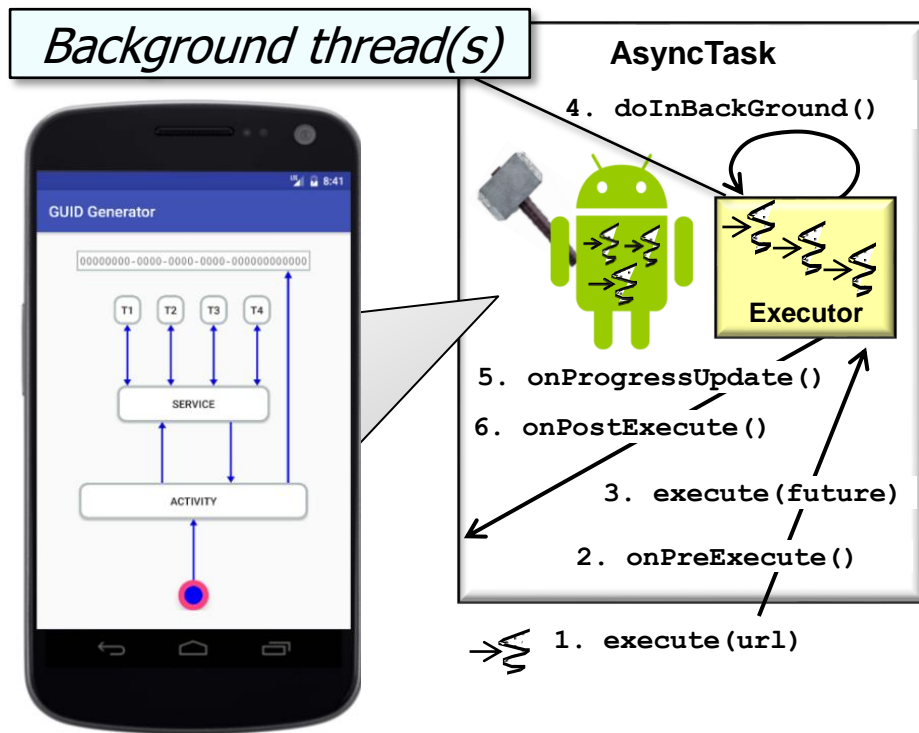 Background thread(s)
AsyncTask
4. doInBackGround()
8:41
GUID Generator
00000000-0000-0000-0000-000000000000
T1 T2 T3 T4
Executor
SERVICE
5. onProgressUpdate()
6. onPostExecute()
ACTIVITY
3. execute(future)
2. onPreExecute()
1. execute(url)